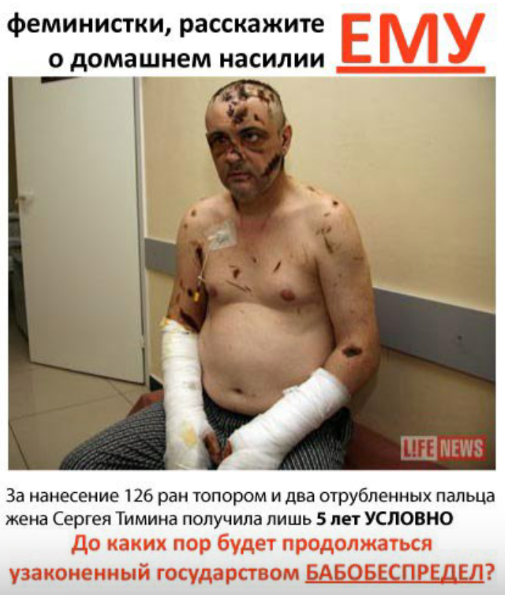 феминистки, расскажите
о домашнем насилии ЕМУ
LIFE NEWS
За нанесение 126 ран топором и два отрубленных пальца
жена Сергея Тимина получила лишь 5 лет УСЛОВНО
До каких пор будет продолжаться
узаконенный государством БАБОБЕСПРЕДЕЛ?